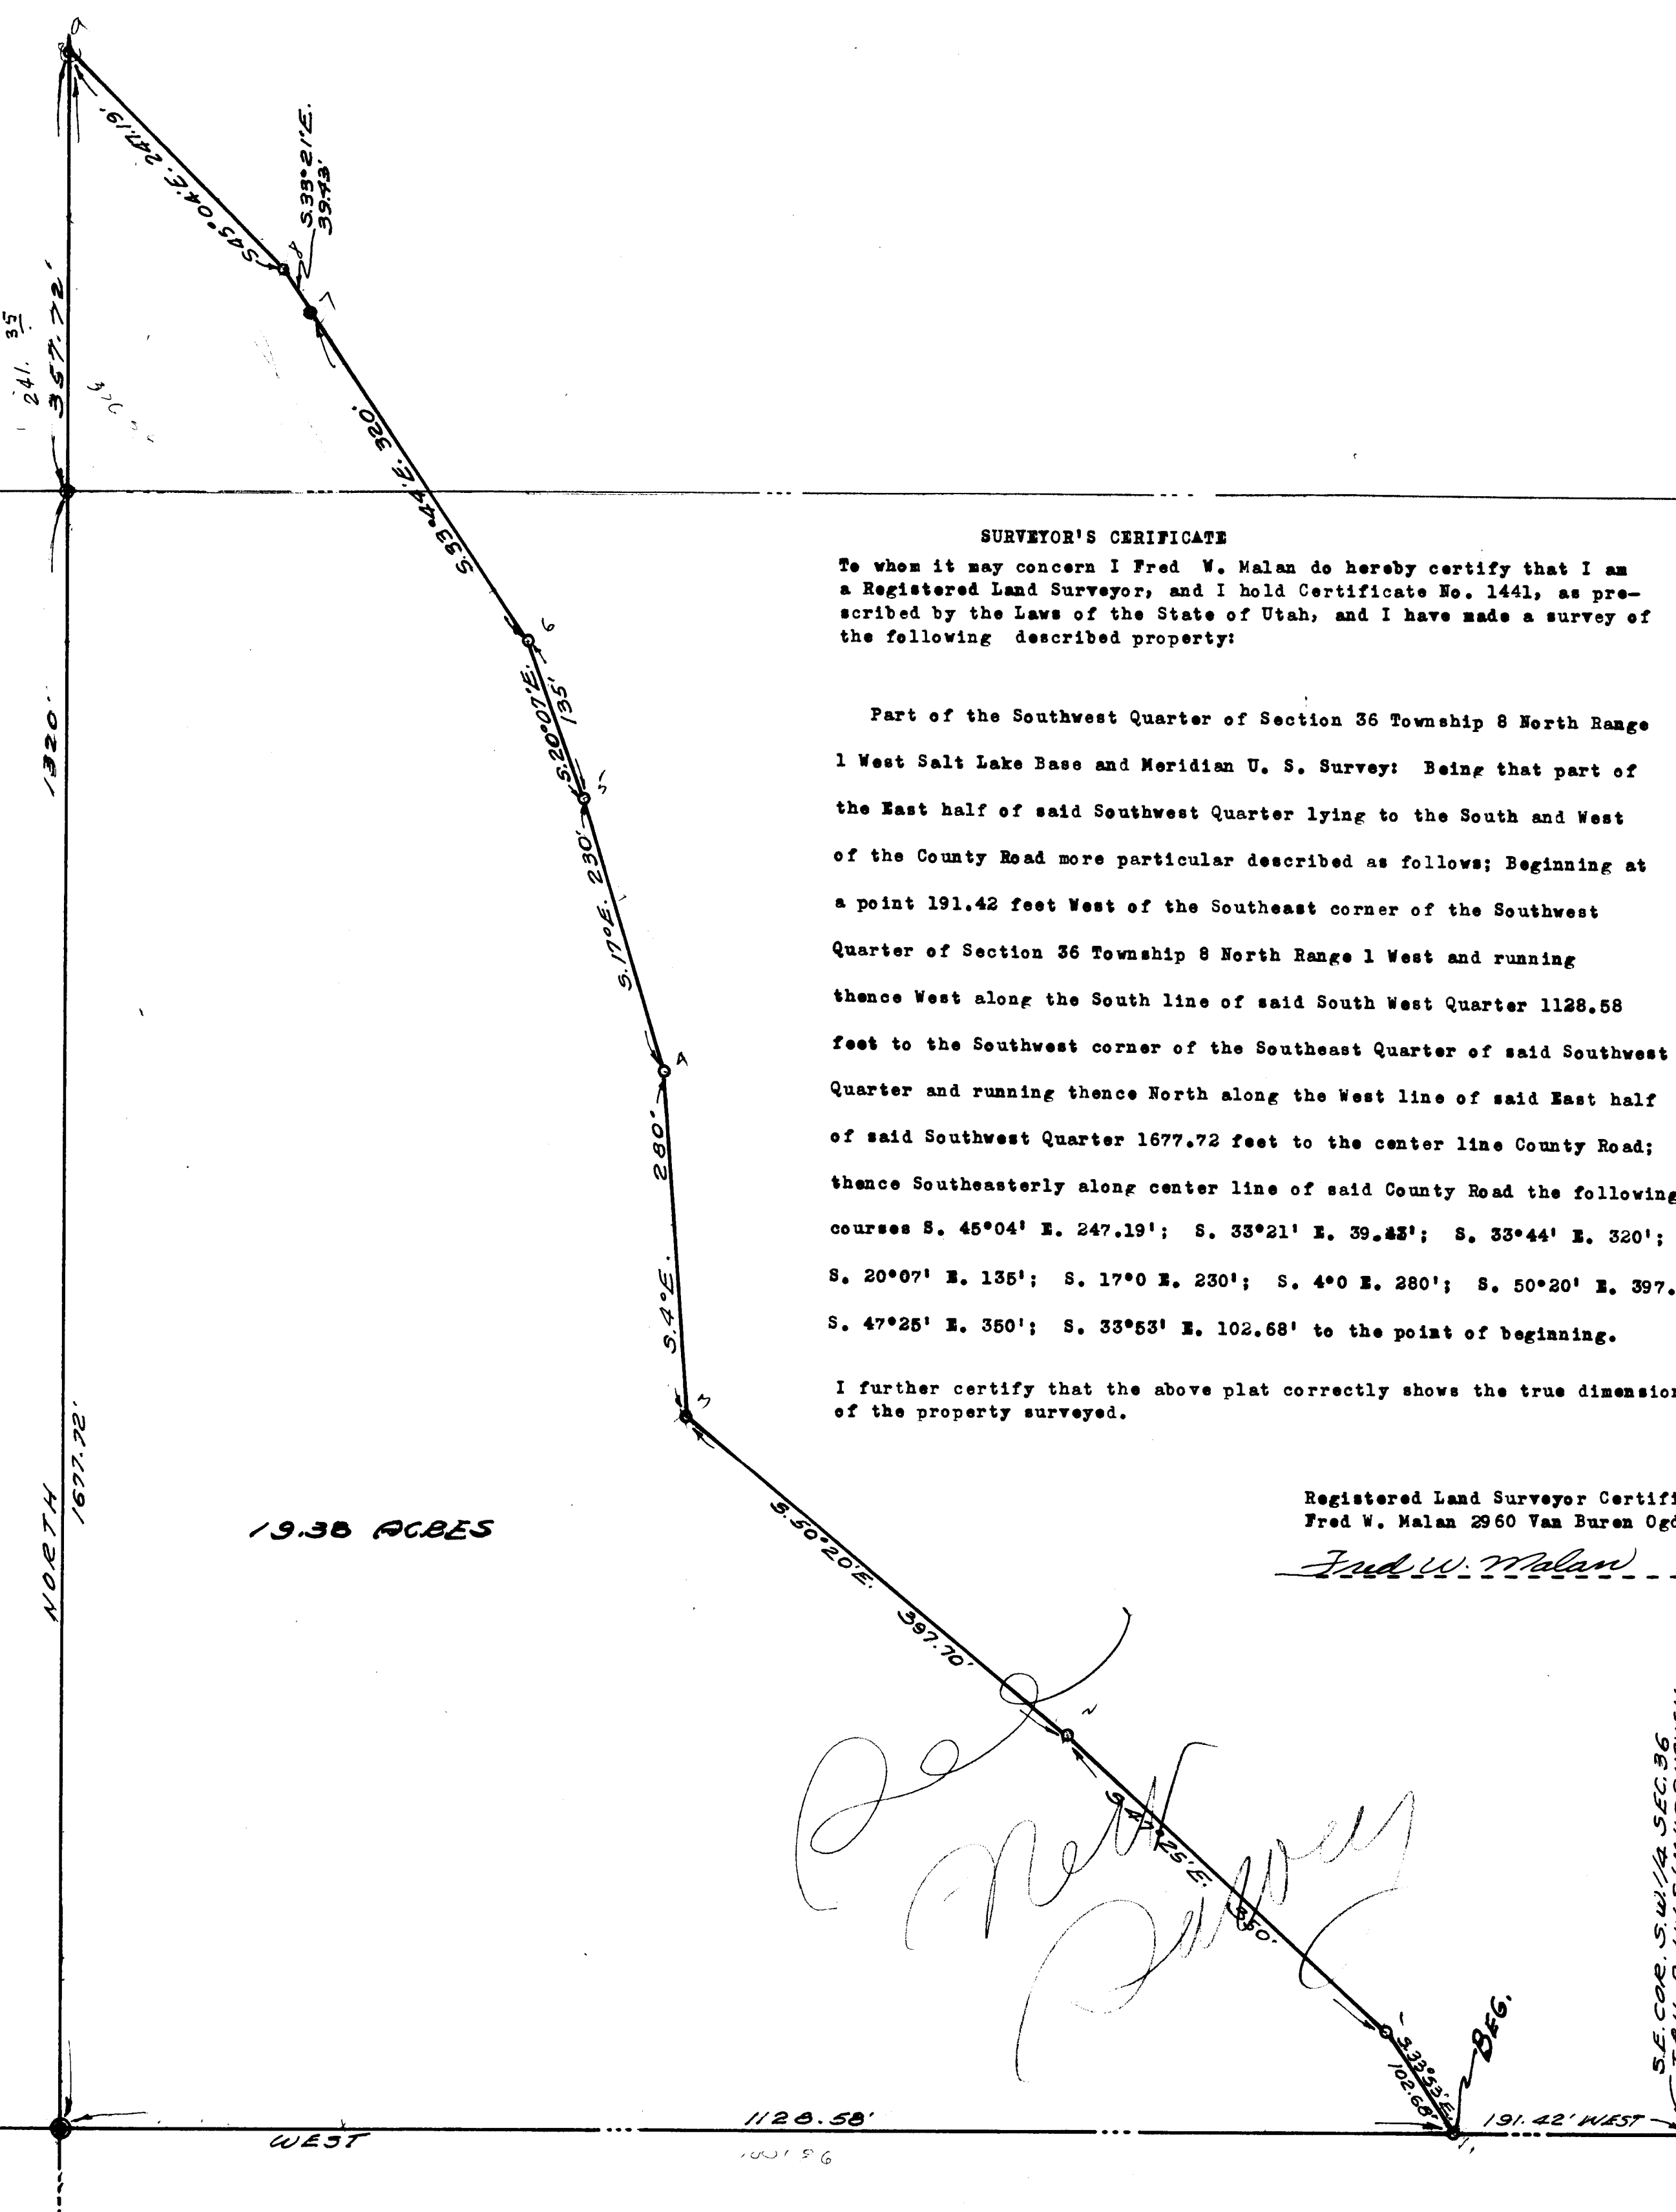 9
S45°04'E. 247.19'
8
S.33°21'E.
39.43'
7
241. 35
357.72'
S.33°44'E. 320'
6
S.20°07'E.
135'
5
1320'
S.17°E. 230'
4
S.4°E. 280'
3
SURVEYOR'S CERIFICATE
To whom it may concern I Fred W. Malan do hereby certify that I am
a Registered Land Surveyor, and I hold Certificate No. 1441, as pre-
scribed by the Laws of the State of Utah, and I have made a survey of
the following described property:
Part of the Southwest Quarter of Section 36 Township 8 North Range
1 West Salt Lake Base and Meridian U. S. Survey: Being that part of
the East half of said Southwest Quarter lying to the South and West
of the County Road more particular described as follows; Beginning at
a point 191.42 feet West of the Southeast corner of the Southwest
Quarter of Section 36 Township 8 North Range 1 West and running
thence West along the South line of said South West Quarter 1128.58
feet to the Southwest corner of the Southeast Quarter of said Southwest
Quarter and running thence North along the West line of said East half
of said Southwest Quarter 1677.72 feet to the center line County Road;
thence Southeasterly along center line of said County Road the following
courses S. 45°04' E. 247.19'; S. 33°21' E. 39.43'; S. 33°44' E. 320';
S. 20°07' E. 135'; S. 17°0 E. 230'; S. 4°0 E. 280'; S. 50°20' E. 397.
S. 47°25' E. 350'; S. 33°53' E. 102.68' to the point of beginning.
I further certify that the above plat correctly shows the true dimension
of the property surveyed.
Registered Land Surveyor Certifi
Fred W. Malan 2960 Van Buren Ogd
Fred W. Malan
NORTH
1677.72'
19.38 ACRES
S.50°20'E. 397.70'
2
S 47°25'E. 350'
1
S.33°53'E.
102.68'
BEG.
S.E. COR. S.W. 1/4 SEC. 36
191.42' WEST
1128.58'
WEST